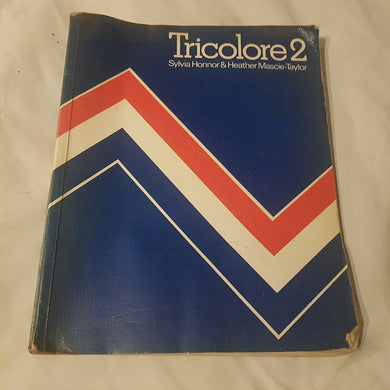 Tricolore 2
Sylvia Honnor & Heather Mascie-Taylor